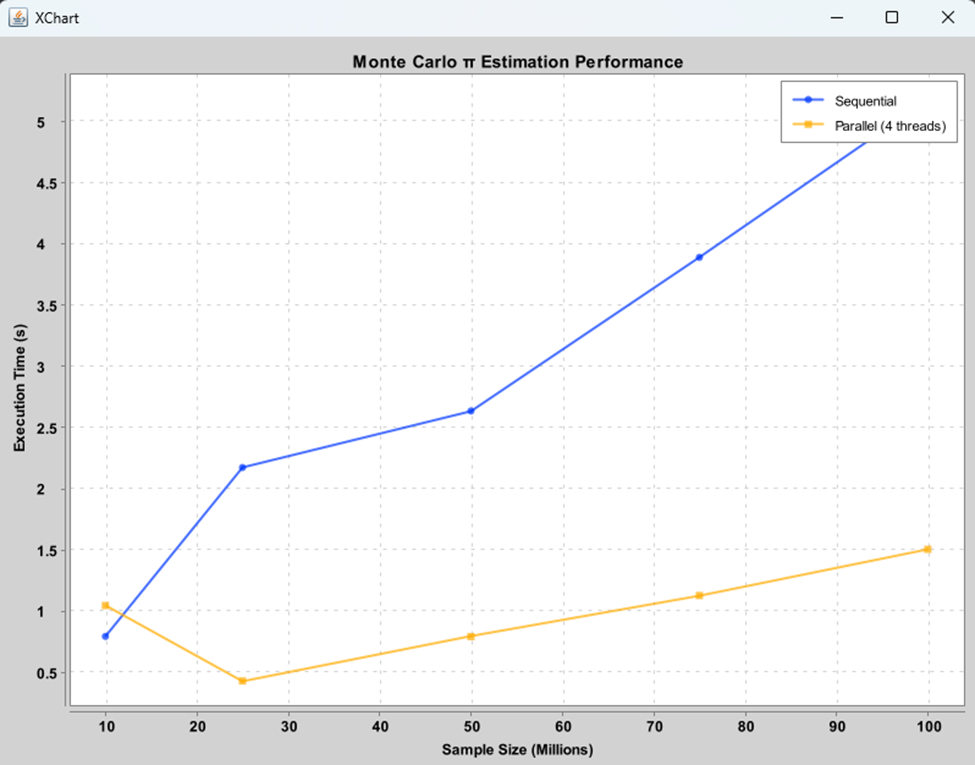 XChart
Monte Carlo π Estimation Performance
Sequential
Parallel (4 threads)
5
4.5
4
3.5
3
2.5
2
1.5
1
0.5
Execution Time (s)
10 20 30 40 50 60 70 80 90 100
Sample Size (Millions)